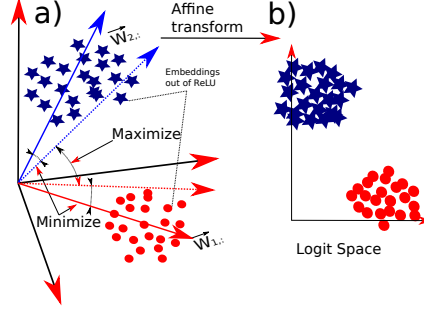 a)
Affine
transform
b)
W2,:
Embeddings
out of ReLU
Maximize
Minimize
W1,:
Logit Space